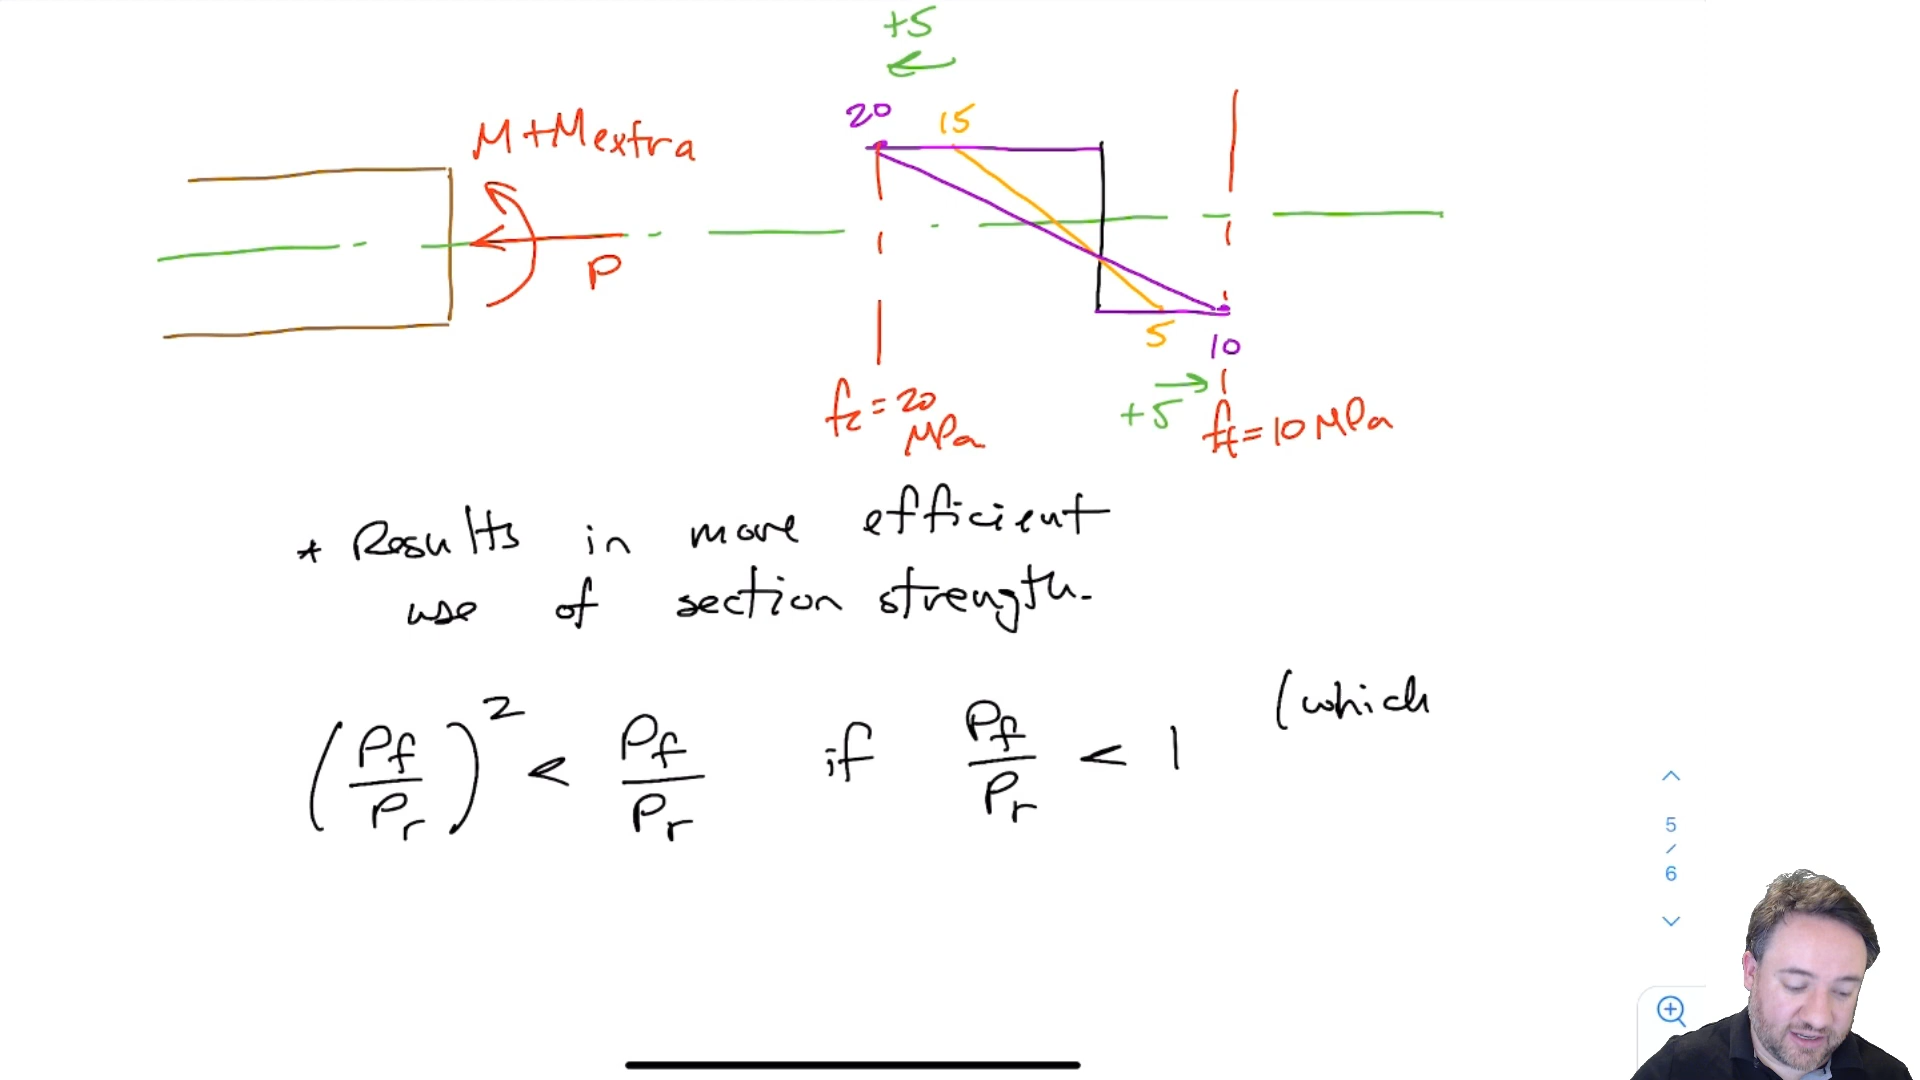 +5
←
20 15
M + Mextra
P
5
10
+5 →
fc = 20 MPa
ft = 10 MPa
* Results in more efficient
use of section strength.
(Pf/Pr)² < Pf/Pr if Pf/Pr < 1 (which
5
/
6